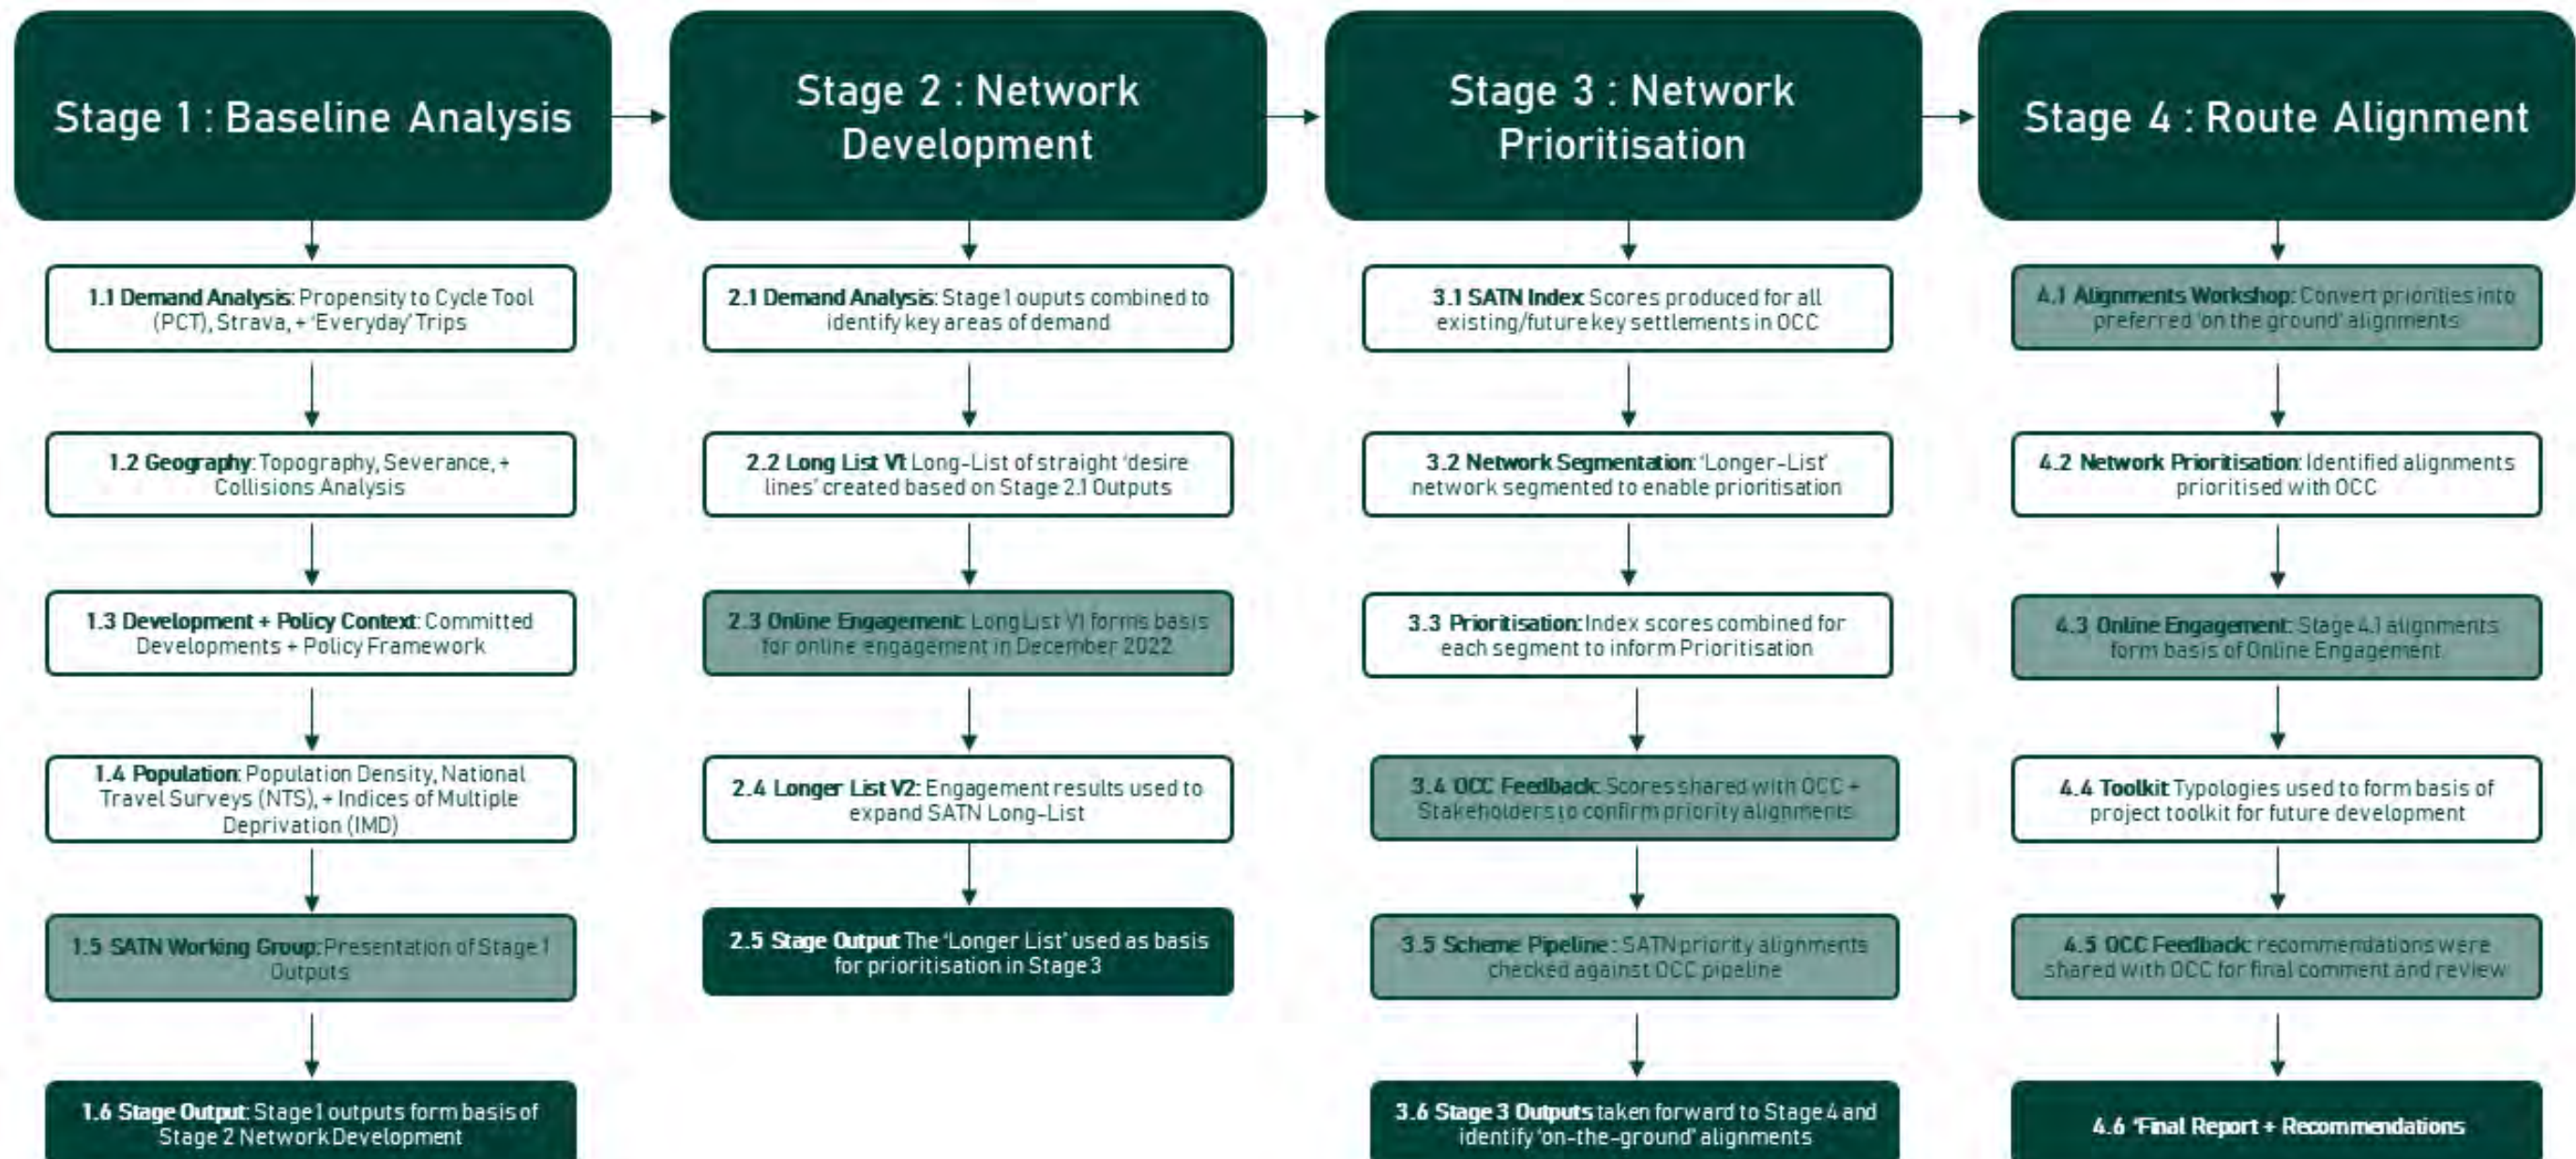 Stage 1 : Baseline Analysis
1.1 Demand Analysis: Propensity to Cycle Tool
(PCT), Strava, + ‘Everyday’ Trips
1.2 Geography: Topography, Severance, +
Collisions Analysis
1.3 Development + Policy Context: Committed
Developments + Policy Framework
1.4 Population: Population Density, National
Travel Surveys (NTS), + Indices of Multiple
Deprivation (IMD)
1.5 SATN Working Group: Presentation of Stage 1
Outputs
1.6 Stage Output: Stage 1 outputs form basis of
Stage 2 Network Development
Stage 2 : Network
Development
2.1 Demand Analysis: Stage 1 ouputs combined to
identify key areas of demand
2.2 Long List V1: Long-List of straight ‘desire
lines’ created based on Stage 2.1 Outputs
2.3 Online Engagement: Long List V1 forms basis
for online engagement in December 2022
2.4 Longer List V2: Engagement results used to
expand SATN Long-List
2.5 Stage Output The ‘Longer List’ used as basis
for prioritisation in Stage 3
Stage 3 : Network
Prioritisation
3.1 SATN Index: Scores produced for all
existing/future key settlements in OCC
3.2 Network Segmentation: ‘Longer-List’
network segmented to enable prioritisation
3.3 Prioritisation: Index scores combined for
each segment to inform Prioritisation
3.4 OCC Feedback: Scores shared with OCC +
Stakeholders to confirm priority alignments
3.5 Scheme Pipeline : SATN priority alignments
checked against OCC pipeline
3.6 Stage 3 Outputs taken forward to Stage 4 and
identify ‘on-the-ground’ alignments
Stage 4 : Route Alignment
4.1 Alignments Workshop: Convert priorities into
preferred ‘on the ground’ alignments
4.2 Network Prioritisation: Identified alignments
prioritised with OCC
4.3 Online Engagement: Stage 4.1 alignments
form basis of Online Engagement
4.4 Toolkit: Typologies used to form basis of
project toolkit for future development
4.5 OCC Feedback: recommendations were
shared with OCC for final comment and review
4.6 ‘Final Report + Recommendations